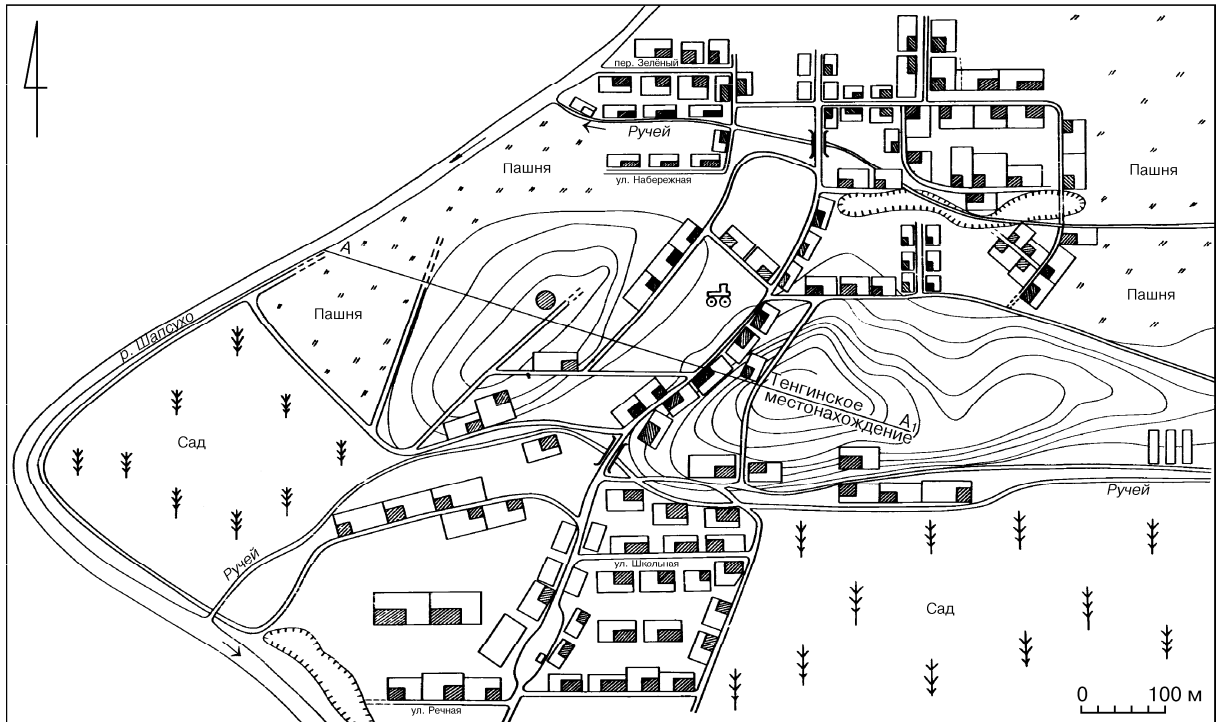 пер. Зелёный
Ручей
ул. Набережная
Пашня
Пашня
Пашня
Пашня
А
р. Шапсухо
Сад
Тенгинское
местонахождение
А₁
Ручей
Ручей
ул. Школьная
Сад
ул. Речная
0 100 м